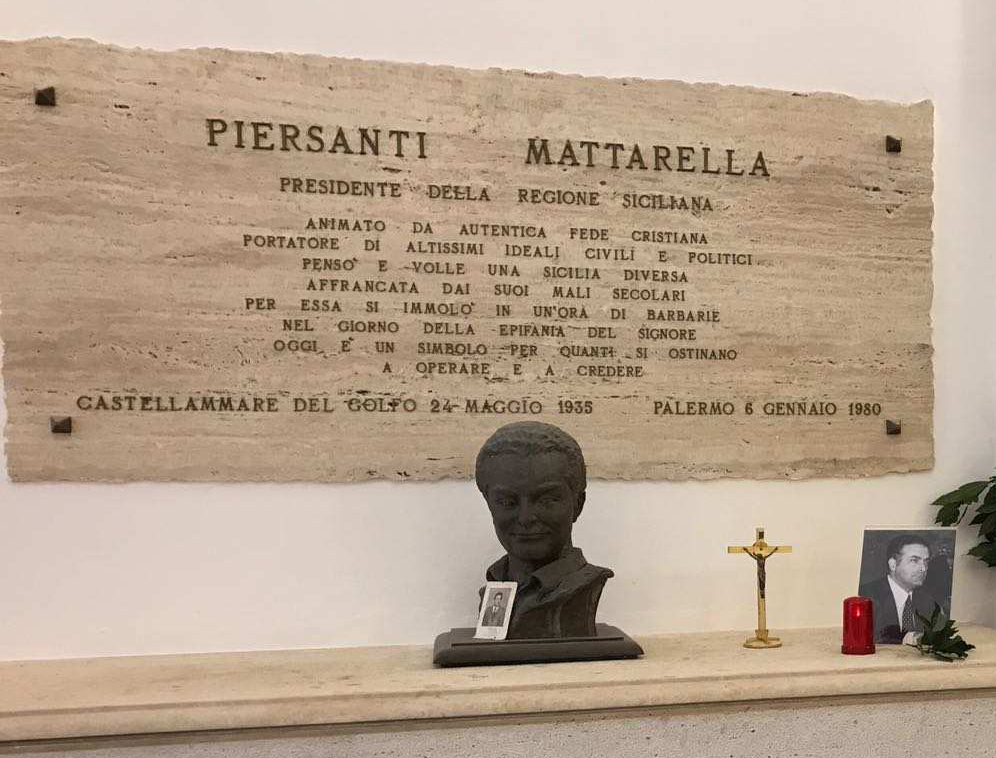 PIERSANTI MATTARELLA
PRESIDENTE DELLA REGIONE SICILIANA
ANIMATO DA AUTENTICA FEDE CRISTIANA
PORTATORE DI ALTISSIMI IDEALI CIVILI E POLITICI
PENSO' E VOLLE UNA SICILIA DIVERSA
AFFRANCATA DAI SUOI MALI SECOLARI
PER ESSA SI IMMOLO' IN UN'ORA DI BARBARIE
NEL GIORNO DELLA EPIFANIA DEL SIGNORE
OGGI E' UN SIMBOLO PER QUANTI SI OSTINANO
A OPERARE E A CREDERE
CASTELLAMMARE DEL GOLFO 24 MAGGIO 1935 PALERMO 6 GENNAIO 1980